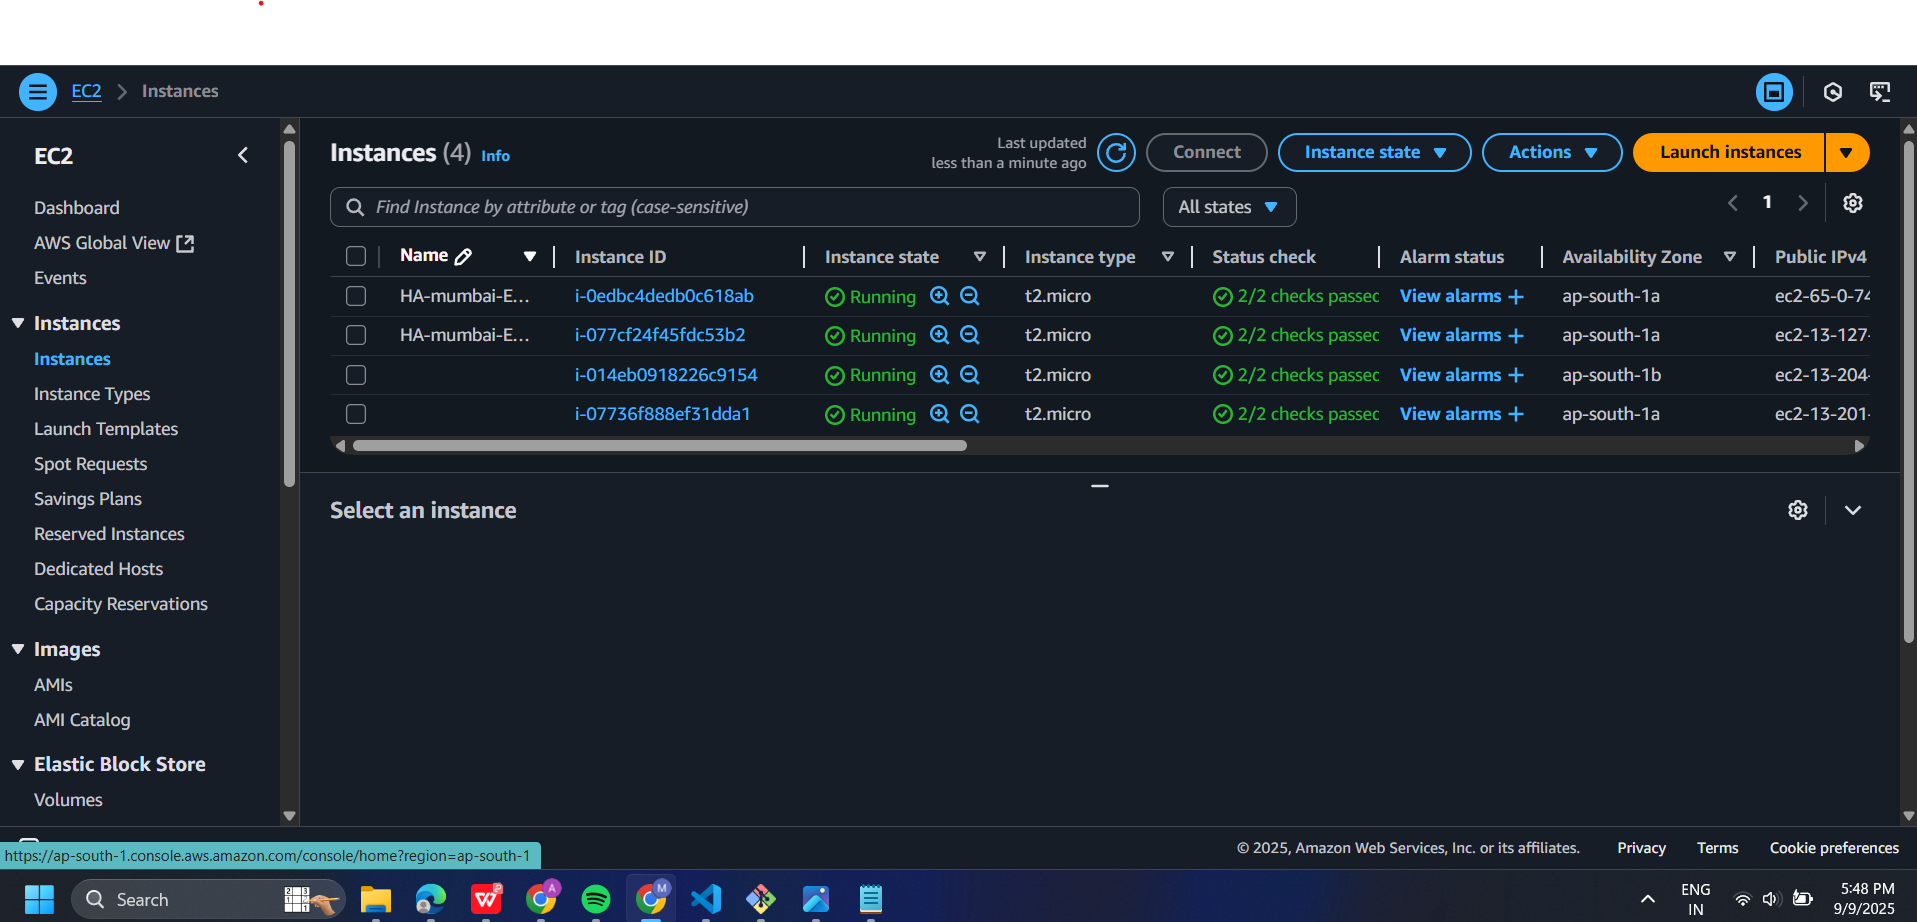 EC2 Instances
EC2
Dashboard
AWS Global View
Events
Instances
Instances
Instance Types
Launch Templates
Spot Requests
Savings Plans
Reserved Instances
Dedicated Hosts
Capacity Reservations
Images
AMIs
AMI Catalog
Elastic Block Store
Volumes
Instances (4) Info
Last updated
less than a minute ago
Connect Instance state Actions Launch instances
Find Instance by attribute or tag (case-sensitive) All states 1
Name Instance ID Instance state Instance type Status check Alarm status Availability Zone Public IPv4
HA-mumbai-E... i-0edbc4dedb0c618ab Running t2.micro 2/2 checks passec View alarms + ap-south-1a ec2-65-0-74
HA-mumbai-E... i-077cf24f45fdc53b2 Running t2.micro 2/2 checks passec View alarms + ap-south-1a ec2-13-127-
i-014eb0918226c9154 Running t2.micro 2/2 checks passec View alarms + ap-south-1b ec2-13-204-
i-07736f888ef31dda1 Running t2.micro 2/2 checks passec View alarms + ap-south-1a ec2-13-201-
Select an instance
https://ap-south-1.console.aws.amazon.com/console/home?region=ap-south-1
© 2025, Amazon Web Services, Inc. or its affiliates. Privacy Terms Cookie preferences
Search
A
M
ENG
IN
5:48 PM
9/9/2025